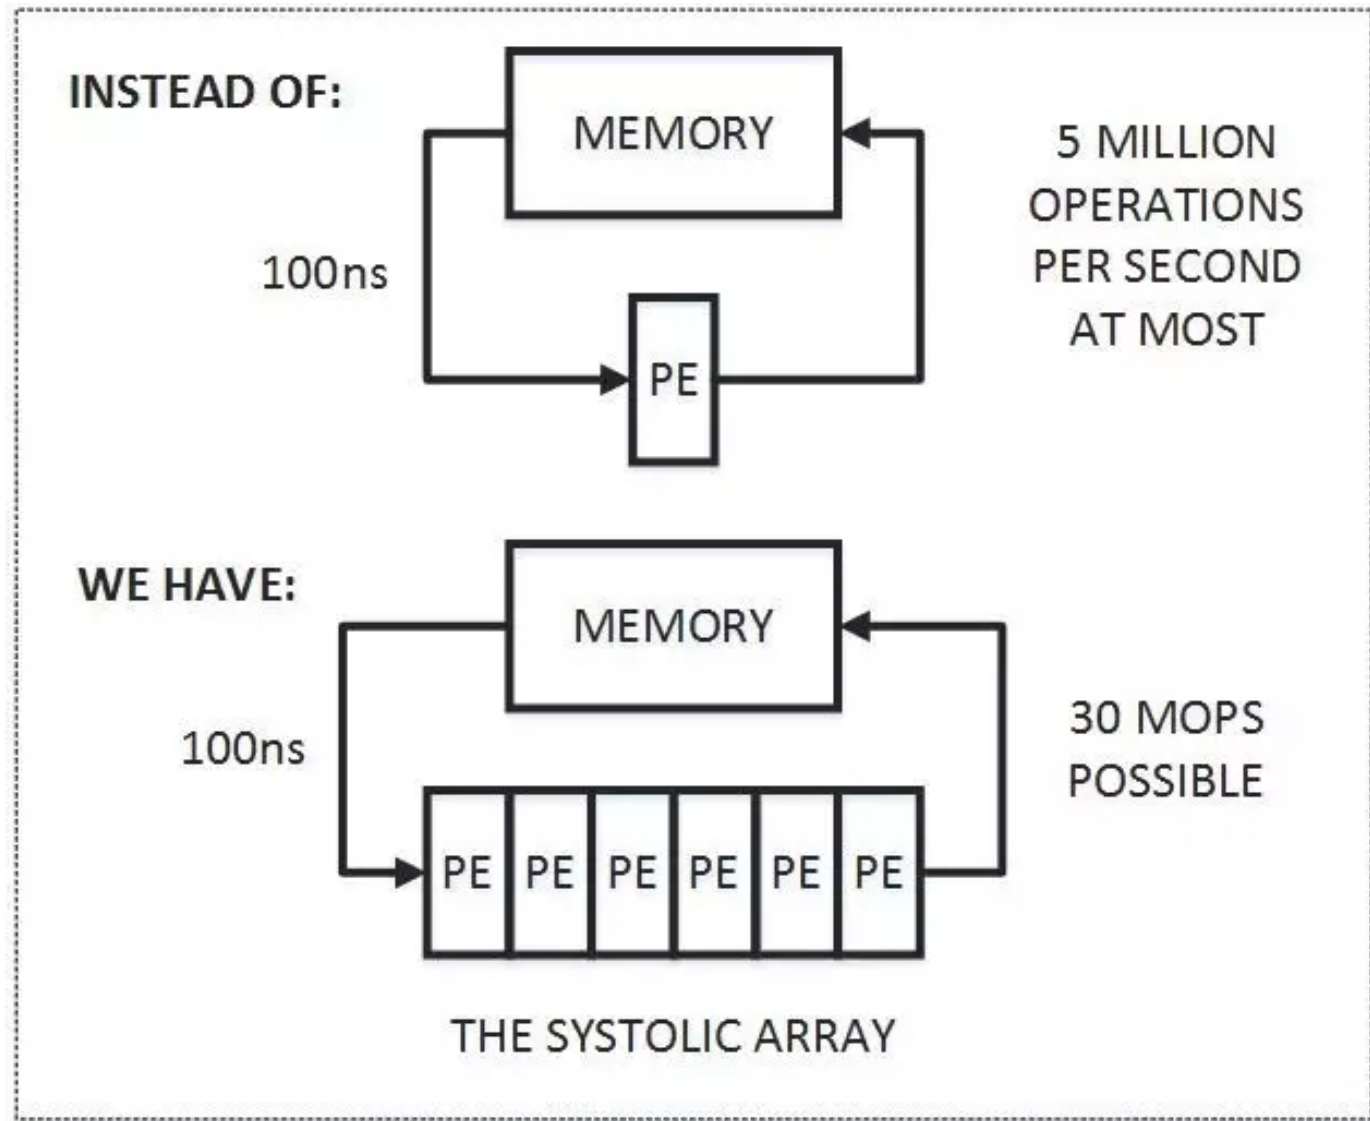 INSTEAD OF:
MEMORY
100ns
PE
5 MILLION
OPERATIONS
PER SECOND
AT MOST
WE HAVE:
MEMORY
100ns
PE PE PE PE PE PE
30 MOPS
POSSIBLE
THE SYSTOLIC ARRAY